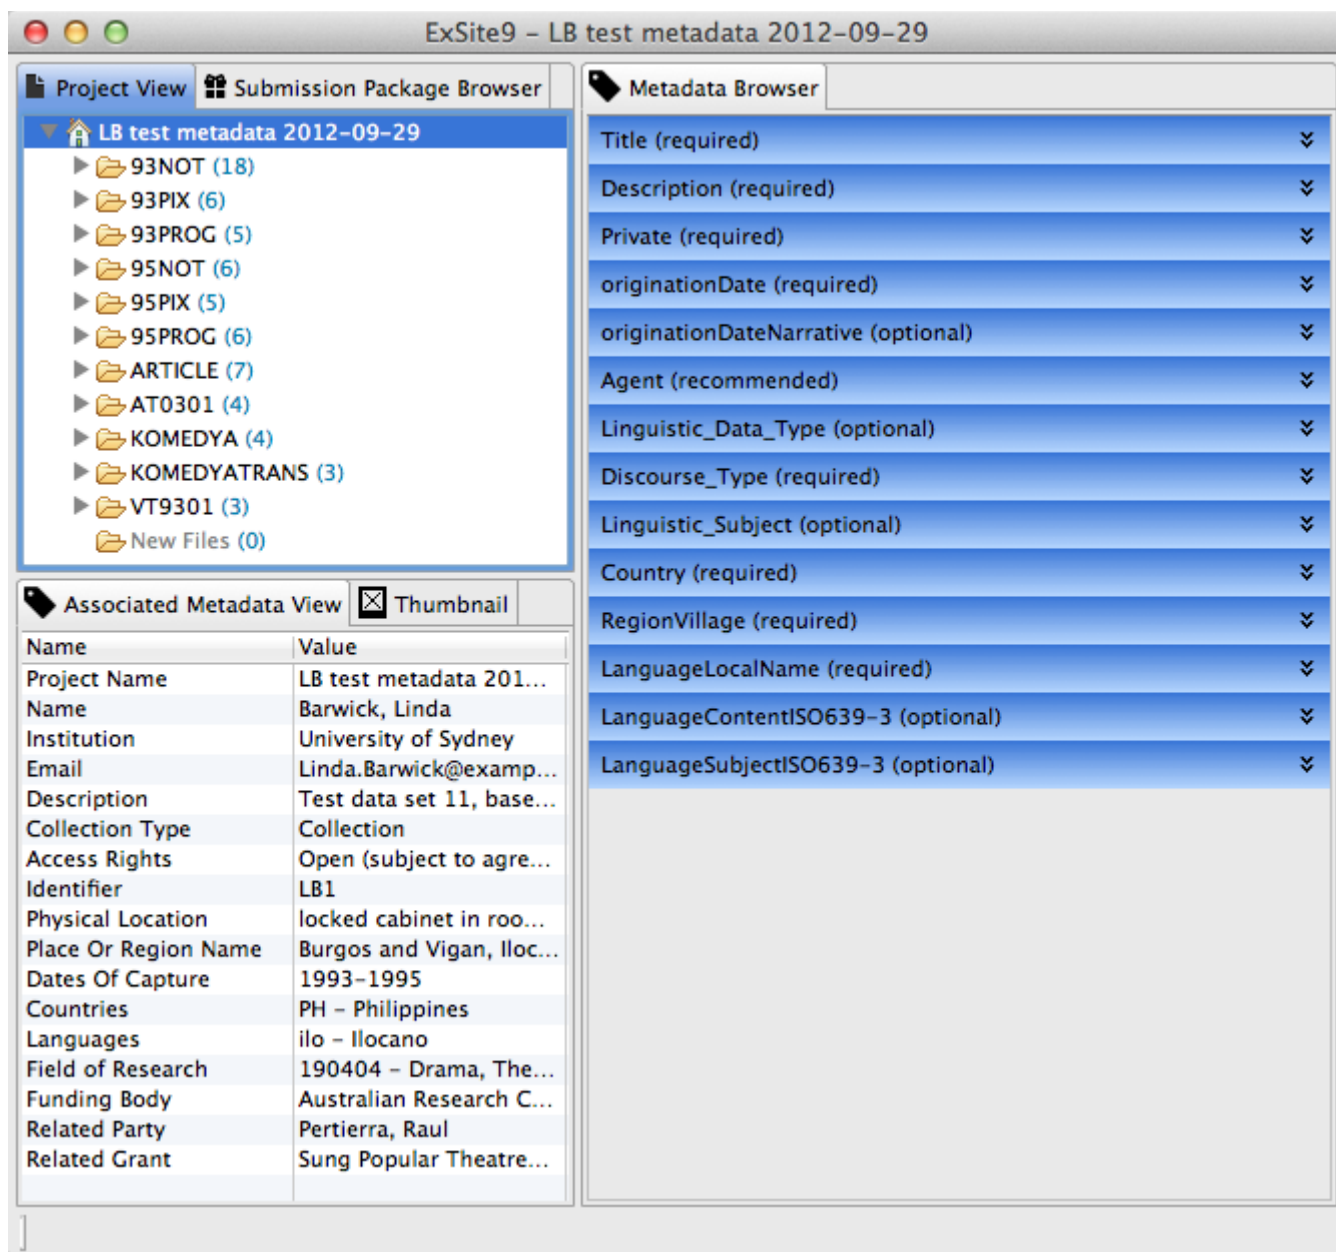 ExSite9 – LB test metadata 2012-09-29
Project View Submission Package Browser
LB test metadata 2012-09-29
93NOT (18)
93PIX (6)
93PROG (5)
95NOT (6)
95PIX (5)
95PROG (6)
ARTICLE (7)
AT0301 (4)
KOMEDYA (4)
KOMEDYATRANS (3)
VT9301 (3)
New Files (0)
Associated Metadata View Thumbnail
Name Value
Project Name LB test metadata 201...
Name Barwick, Linda
Institution University of Sydney
Email Linda.Barwick@examp...
Description Test data set 11, base...
Collection Type Collection
Access Rights Open (subject to agre...
Identifier LB1
Physical Location locked cabinet in roo...
Place Or Region Name Burgos and Vigan, Iloc...
Dates Of Capture 1993-1995
Countries PH – Philippines
Languages ilo – Ilocano
Field of Research 190404 – Drama, The...
Funding Body Australian Research C...
Related Party Pertierra, Raul
Related Grant Sung Popular Theatre...
Metadata Browser
Title (required)
Description (required)
Private (required)
originationDate (required)
originationDateNarrative (optional)
Agent (recommended)
Linguistic_Data_Type (optional)
Discourse_Type (required)
Linguistic_Subject (optional)
Country (required)
RegionVillage (required)
LanguageLocalName (required)
LanguageContentISO639-3 (optional)
LanguageSubjectISO639-3 (optional)